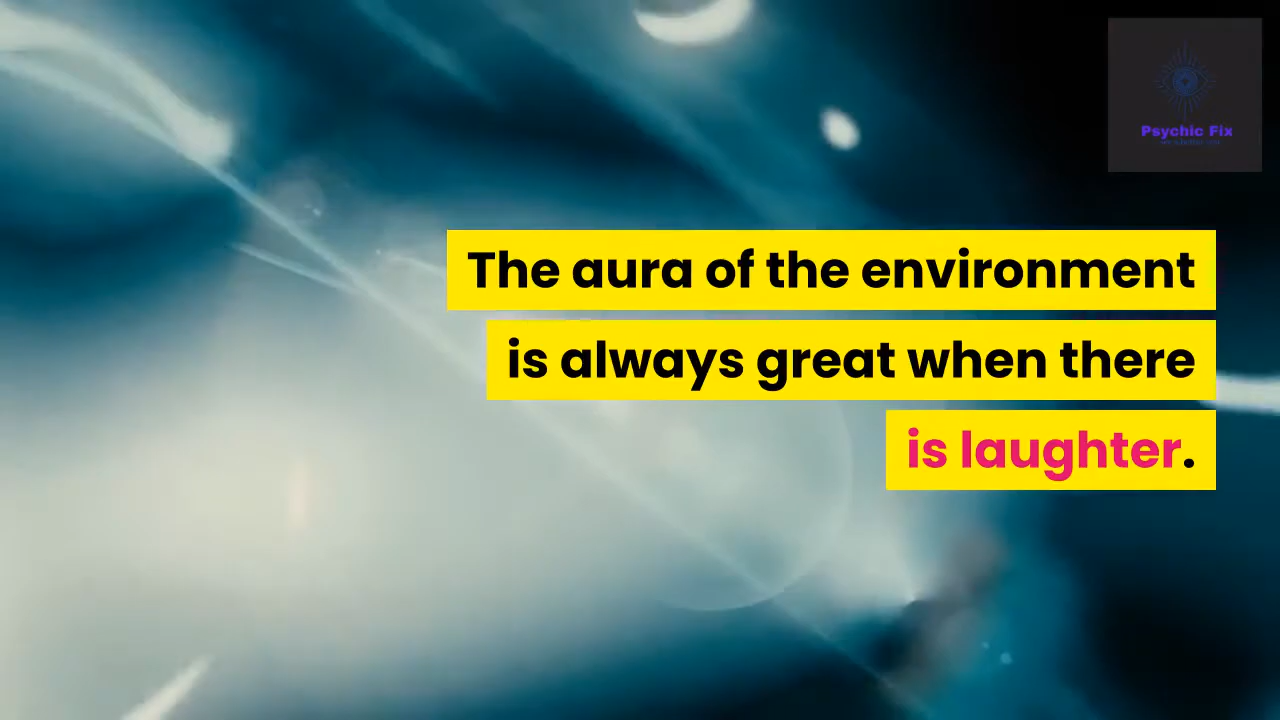 Psychic Fix
The aura of the environment
is always great when there
is laughter.